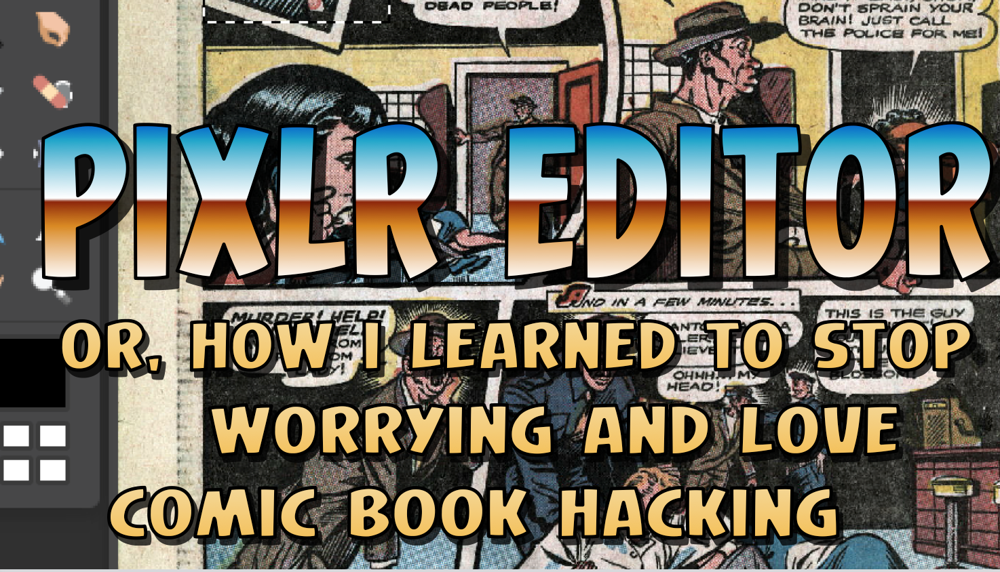 DEAD PEOPLE!
DON'T SPRAIN YOUR
BRAIN! JUST CALL
THE POLICE FOR ME!
PIXLR EDITOR
AND IN A FEW MINUTES...
MURDER! HELP!
THIS IS THE GUY
OR, HOW I LEARNED TO STOP
OHHH... MY
HEAD!
BLOSSOM!
WORRYING AND LOVE
COMIC BOOK HACKING